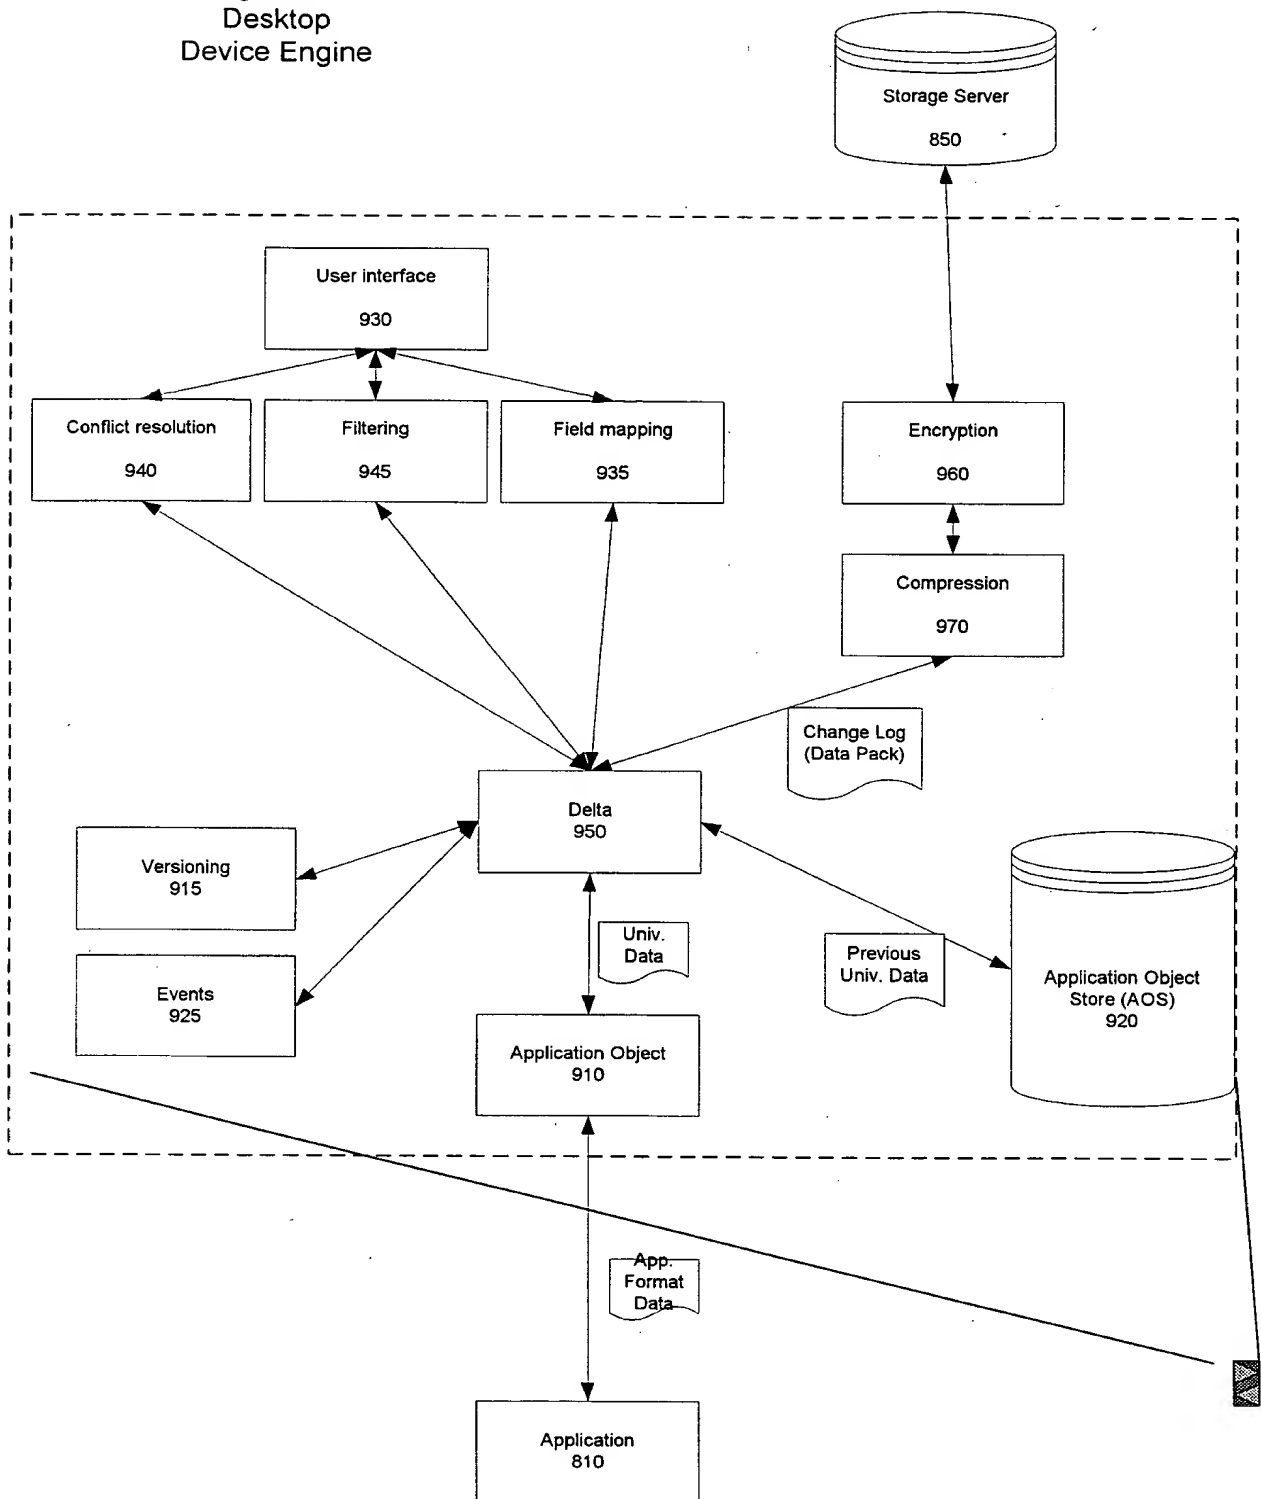 Desktop
Device Engine
Storage Server
850
User interface
930
Conflict resolution
940
Filtering
945
Field mapping
935
Encryption
960
Compression
970
Change Log
(Data Pack)
Delta
950
Versioning
915
Events
925
Univ.
Data
Previous
Univ. Data
Application Object
Store (AOS)
920
Application Object
910
App.
Format
Data
Application
810